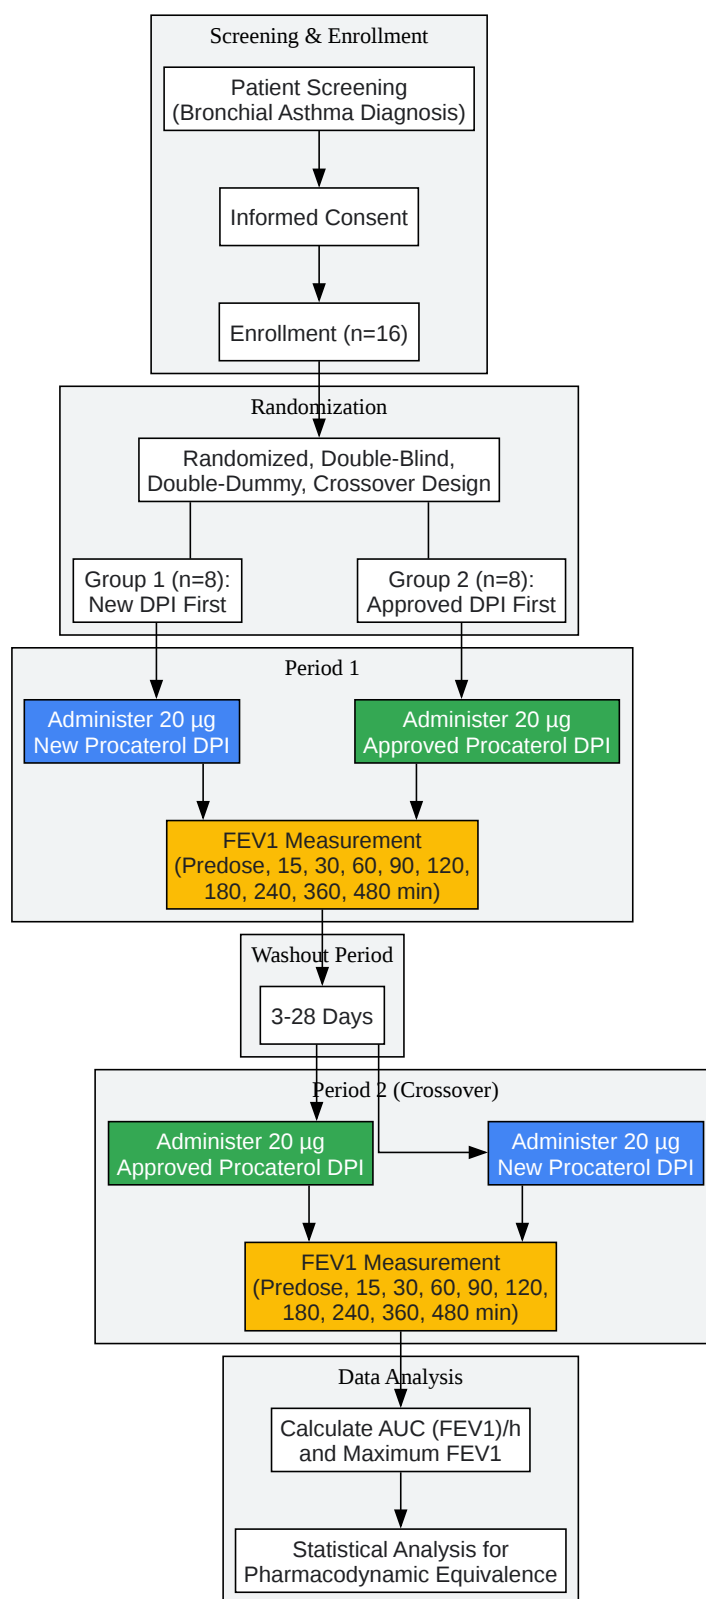 Screening & Enrollment
Patient Screening
(Bronchial Asthma Diagnosis)
Informed Consent
Enrollment (n=16)
Randomization
Randomized, Double-Blind,
Double-Dummy, Crossover Design
Group 1 (n=8):
New DPI First
Group 2 (n=8):
Approved DPI First
Period 1
Administer 20 µg
New Procaterol DPI
Administer 20 µg
Approved Procaterol DPI
FEV1 Measurement
(Predose, 15, 30, 60, 90, 120,
180, 240, 360, 480 min)
Washout Period
3-28 Days
Period 2 (Crossover)
Administer 20 µg
Approved Procaterol DPI
Administer 20 µg
New Procaterol DPI
FEV1 Measurement
(Predose, 15, 30, 60, 90, 120,
180, 240, 360, 480 min)
Data Analysis
Calculate AUC (FEV1)/h
and Maximum FEV1
Statistical Analysis for
Pharmacodynamic Equivalence